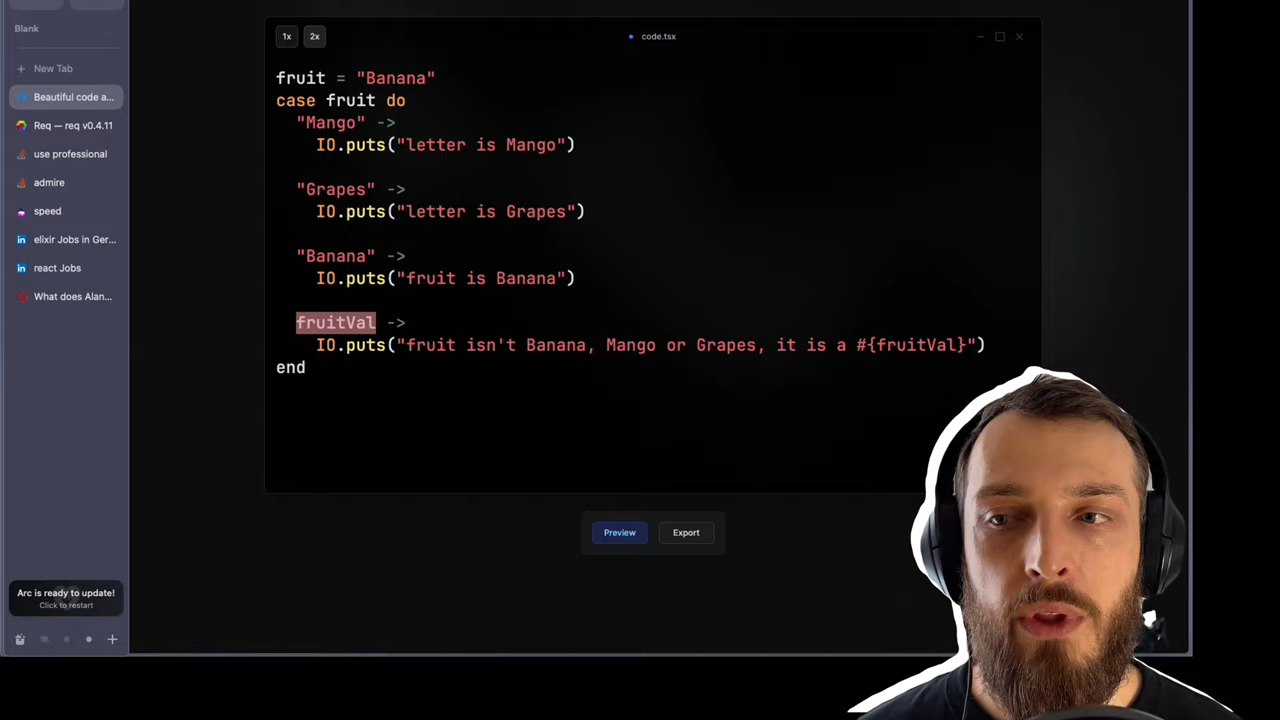 Blank
+ New Tab
Beautiful code a...
Req — req v0.4.11
use professional
admire
speed
in elixir Jobs in Ger...
in react Jobs
What does Alan...
Arc is ready to update!
Click to restart
1x 2x
code.tsx
fruit = "Banana"
case fruit do
"Mango" ->
IO.puts("letter is Mango")
"Grapes" ->
IO.puts("letter is Grapes")
"Banana" ->
IO.puts("fruit is Banana")
fruitVal ->
IO.puts("fruit isn't Banana, Mango or Grapes, it is a #{fruitVal}")
end
Preview Export